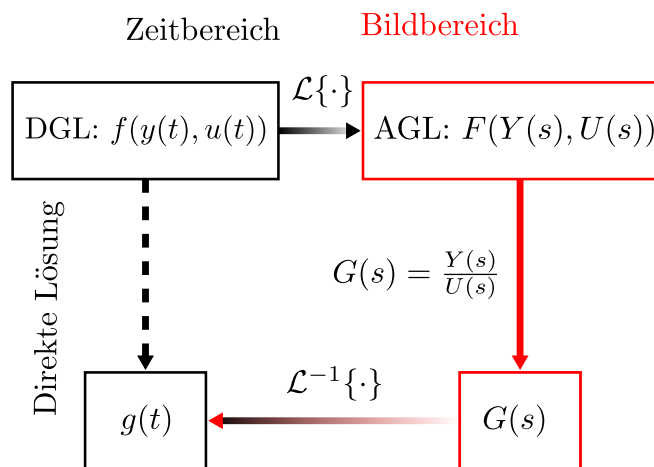 Zeitbereich
Bildbereich
DGL: f(y(t), u(t))
ℒ{·}
AGL: F(Y(s), U(s))
Direkte Lösung
G(s) = Y(s)/U(s)
g(t)
ℒ⁻¹{·}
G(s)